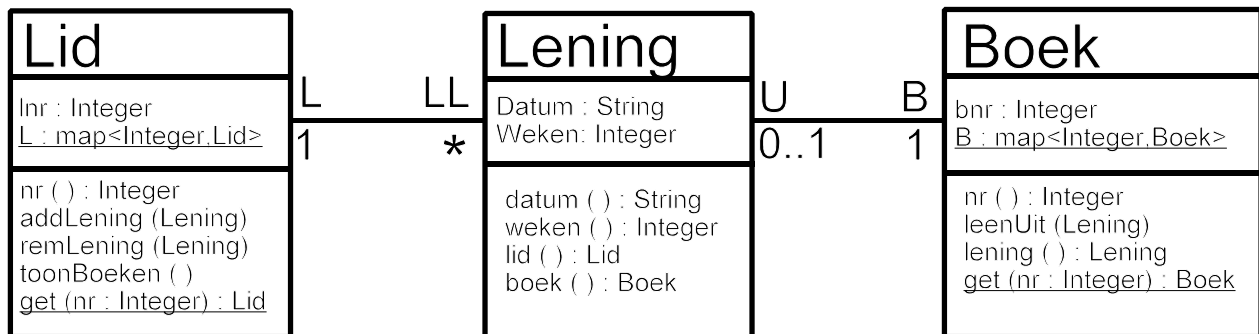 Lid
lnr : Integer
L : map<Integer,Lid>
nr ( ) : Integer
addLening (Lening)
remLening (Lening)
toonBoeken ( )
get (nr : Integer) : Lid
L
1
LL
*
Lening
Datum : String
Weken: Integer
datum ( ) : String
weken ( ) : Integer
lid ( ) : Lid
boek ( ) : Boek
U
0..1
B
1
Boek
bnr : Integer
B : map<Integer,Boek>
nr ( ) : Integer
leenUit (Lening)
lening ( ) : Lening
get (nr : Integer) : Boek